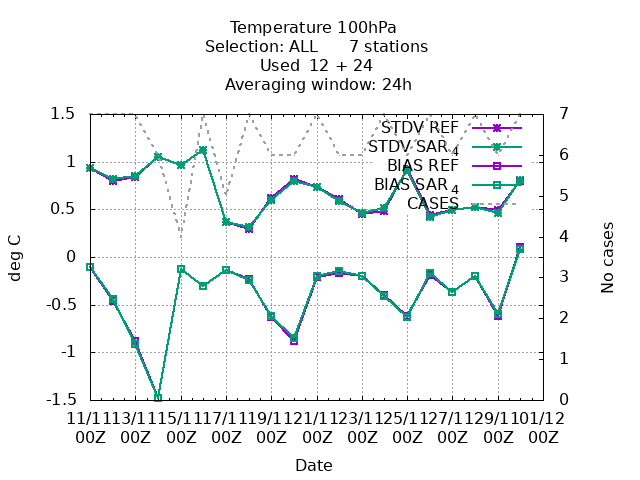 Temperature 100hPa
Selection: ALL 7 stations
Used 12 + 24
Averaging window: 24h
STDV REF
STDV SAR4
BIAS REF
BIAS SAR4
CASES
1.5
1
0.5
0
-0.5
-1
-1.5
deg C
7
6
5
4
3
2
1
0
No cases
11/11 13/11 15/11 17/11 19/11 21/11 23/11 25/11 27/11 29/11 01/12
00Z 00Z 00Z 00Z 00Z 00Z 00Z 00Z 00Z 00Z 00Z
Date